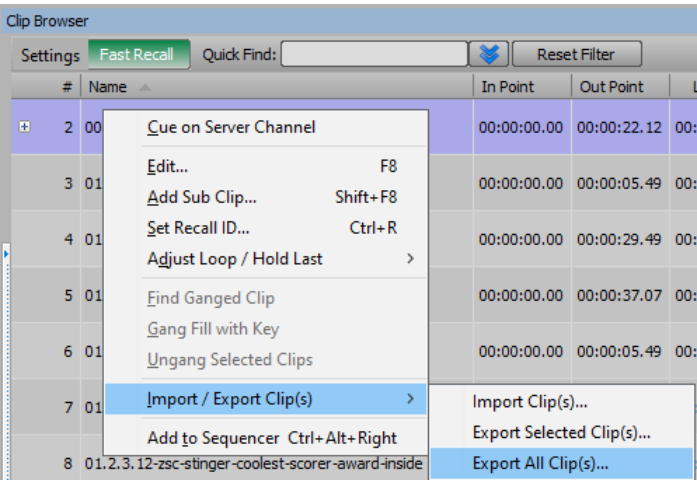 Clip Browser
Settings Fast Recall Quick Find: Reset Filter
# Name In Point Out Point L
2 00 00:00:00.00 00:00:22.12 00:
Cue on Server Channel
Edit... F8
3 01 00:00:00.00 00:00:05.49 00:
Add Sub Clip... Shift+F8
Set Recall ID... Ctrl+R
4 01 00:00:00.00 00:00:29.49 00:
Adjust Loop / Hold Last
5 01 00:00:00.00 00:00:37.07 00:
Find Ganged Clip
Gang Fill with Key
6 01 00:00:00.00 00:00:05.49 00:
Ungang Selected Clips
7 01
Import / Export Clip(s)
Import Clip(s)...
Export Selected Clip(s)...
Add to Sequencer Ctrl+Alt+Right
8 01.2.3.12-zsc-stinger-coolest-scorer-award-inside
Export All Clip(s)...